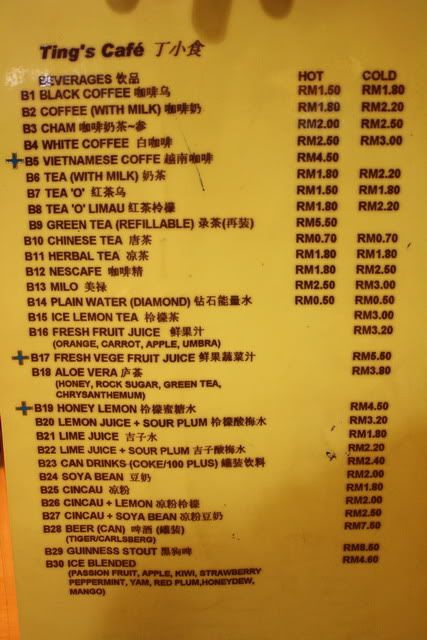 Ting's Café 丁小食
BEVERAGES 饮品 HOT COLD
B1 BLACK COFFEE 咖啡乌 RM1.50 RM1.80
B2 COFFEE (WITH MILK) 咖啡奶 RM1.80 RM2.20
B3 CHAM 咖啡奶茶~参 RM2.00 RM2.50
B4 WHITE COFFEE 白咖啡 RM2.50 RM3.00
B5 VIETNAMESE COFFE 越南咖啡 RM4.50
B6 TEA (WITH MILK) 奶茶 RM1.80 RM2.20
B7 TEA 'O' 红茶乌 RM1.50 RM1.80
B8 TEA 'O' LIMAU 红茶柠檬 RM1.80 RM2.20
B9 GREEN TEA (REFILLABLE) 录茶(再装) RM5.50
B10 CHINESE TEA 唐茶 RM0.70 RM0.70
B11 HERBAL TEA 凉茶 RM1.80 RM1.80
B12 NESCAFE 咖啡精 RM1.80 RM2.50
B13 MILO 美禄 RM2.50 RM3.00
B14 PLAIN WATER (DIAMOND) 钻石能量水 RM0.50 RM0.50
B15 ICE LEMON TEA 柠檬茶 RM3.00
B16 FRESH FRUIT JUICE 鲜果汁 RM3.20
(ORANGE, CARROT, APPLE, UMBRA)
B17 FRESH VEGE FRUIT JUICE 鲜果蔬菜汁 RM5.50
B18 ALOE VERA 庐荟 RM3.80
(HONEY, ROCK SUGAR, GREEN TEA,
CHRYSANTHEMUM)
B19 HONEY LEMON 柠檬蜜糖水 RM4.50
B20 LEMON JUICE + SOUR PLUM 柠檬酸梅水 RM3.20
B21 LIME JUICE 吉子水 RM1.80
B22 LIME JUICE + SOUR PLUM 吉子酸梅水 RM2.20
B23 CAN DRINKS (COKE/100 PLUS) 罐装饮料 RM2.40
B24 SOYA BEAN 豆奶 RM2.00
B25 CINCAU 凉粉 RM1.80
B26 CINCAU + LEMON 凉粉柠檬 RM2.00
B27 CINCAU + SOYA BEAN 凉粉豆奶 RM2.50
B28 BEER (CAN) 啤酒 (罐装) RM7.50
(TIGER/CARLSBERG)
B29 GUINNESS STOUT 黑狗啤 RM8.50
B30 ICE BLENDED RM4.60
(PASSION FRUIT, APPLE, KIWI, STRAWBERRY
PEPPERMINT, YAM, RED PLUM,HONEYDEW,
MANGO)